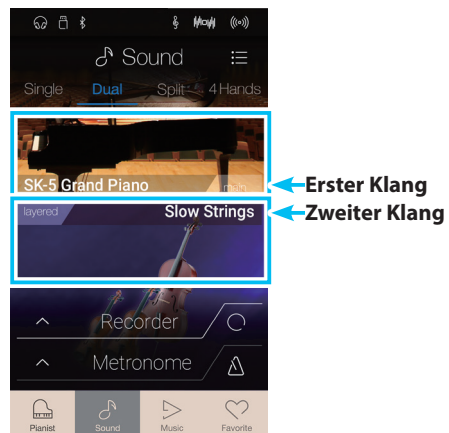 Sound
Single Dual Split 4 Hands
SK-5 Grand Piano main
Erster Klang
layered Slow Strings
Zweiter Klang
Recorder
Metronome
Pianist Sound Music Favorite